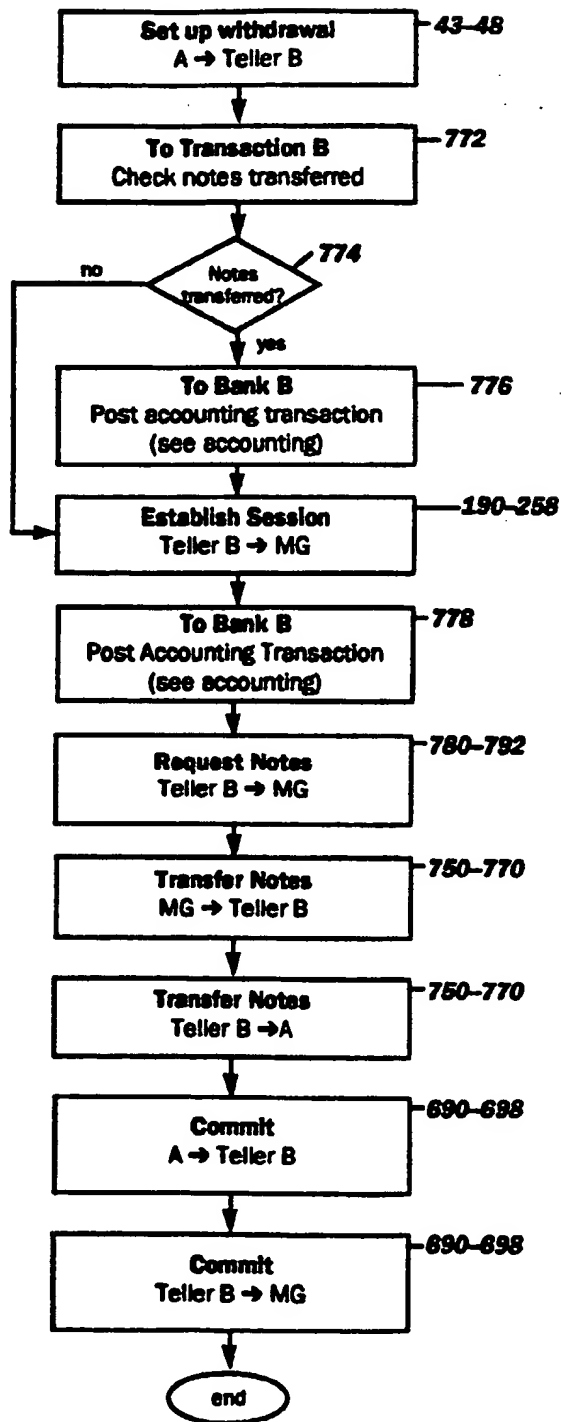 Set up withdrawal
A → Teller B
43–48
To Transaction B
Check notes transferred
772
Notes
transferred?
774
no
yes
To Bank B
Post accounting transaction
(see accounting)
776
Establish Session
Teller B → MG
190–258
To Bank B
Post Accounting Transaction
(see accounting)
778
Request Notes
Teller B → MG
780–792
Transfer Notes
MG → Teller B
750–770
Transfer Notes
Teller B →A
750–770
Commit
A → Teller B
690–698
Commit
Teller B → MG
690–698
end